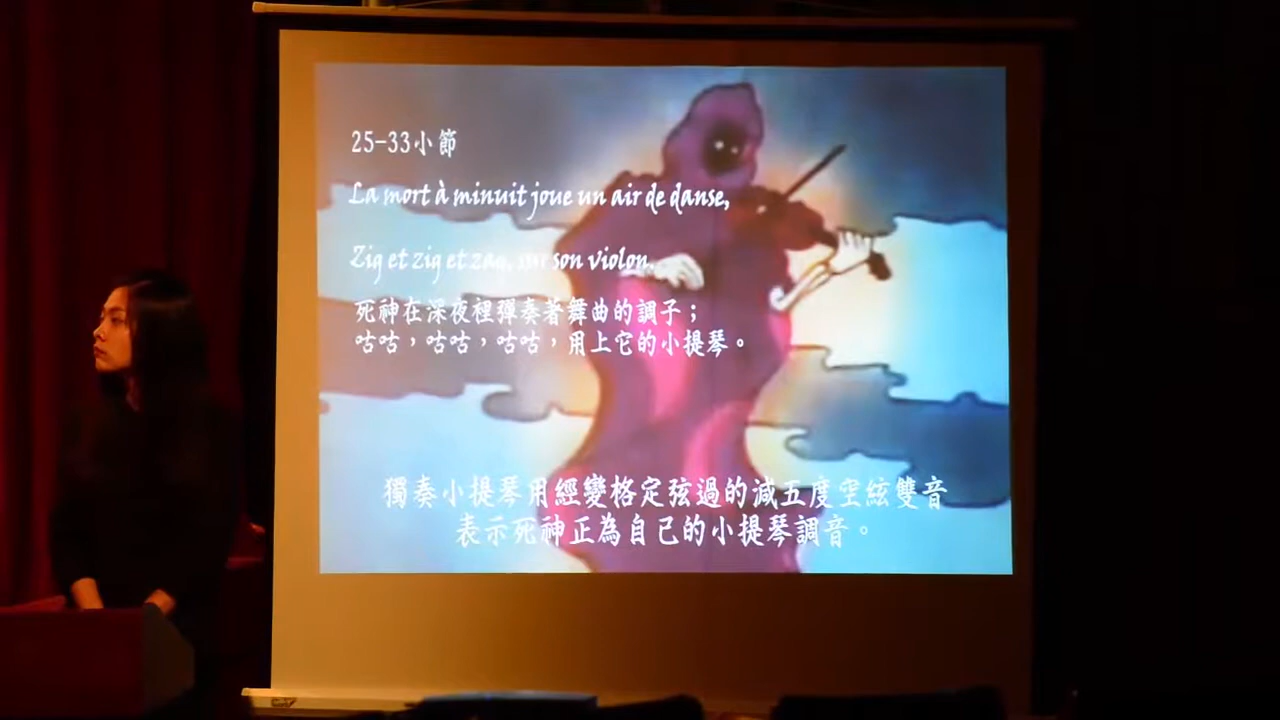 25-33小節
La mort à minuit joue un air de danse,
Zig et zig et zag, sur son violon.
死神在深夜裡彈奏著舞曲的調子；
咕咕，咕咕，咕咕，用上它的小提琴。
獨奏小提琴用經變格定弦過的減五度空絃雙音
表示死神正為自己的小提琴調音。